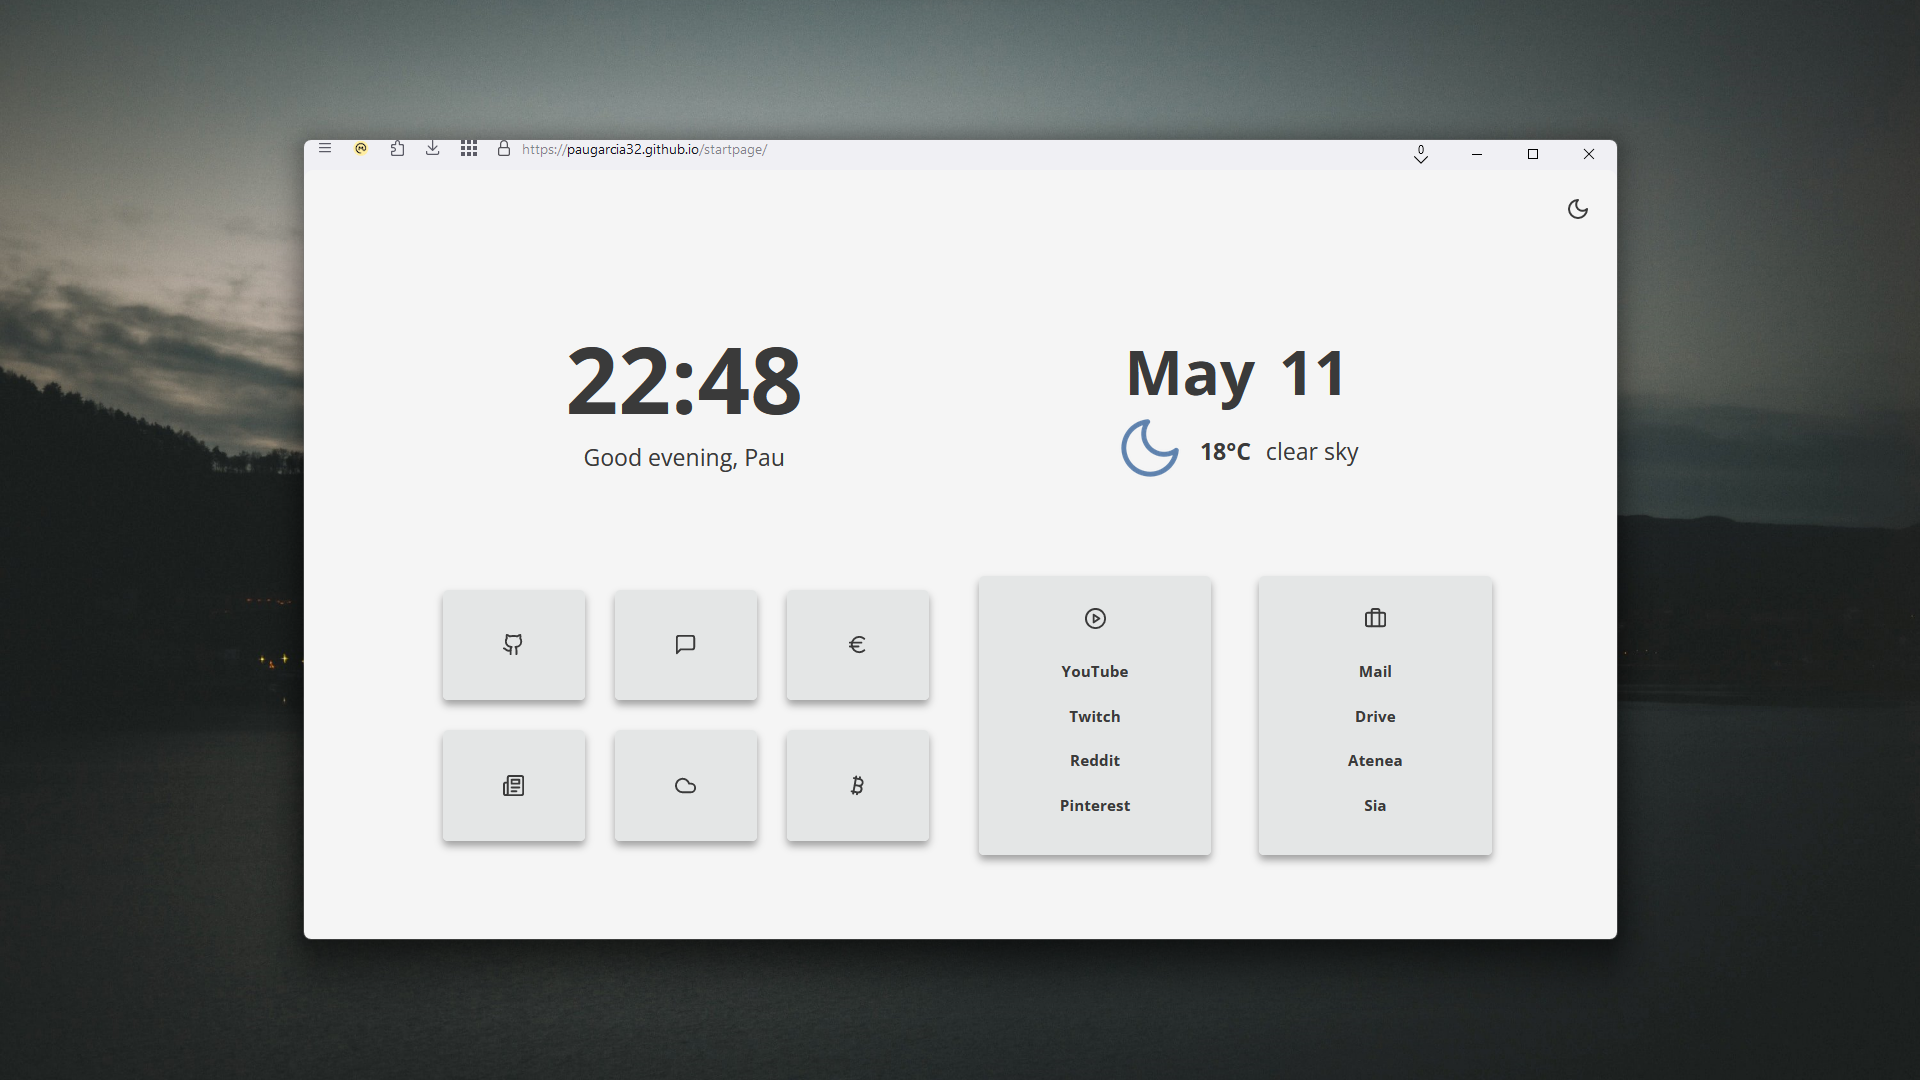 https://paugarcia32.github.io/startpage/
0
22:48
Good evening, Pau
May 11
18°C clear sky
YouTube
Twitch
Reddit
Pinterest
Mail
Drive
Atenea
Sia